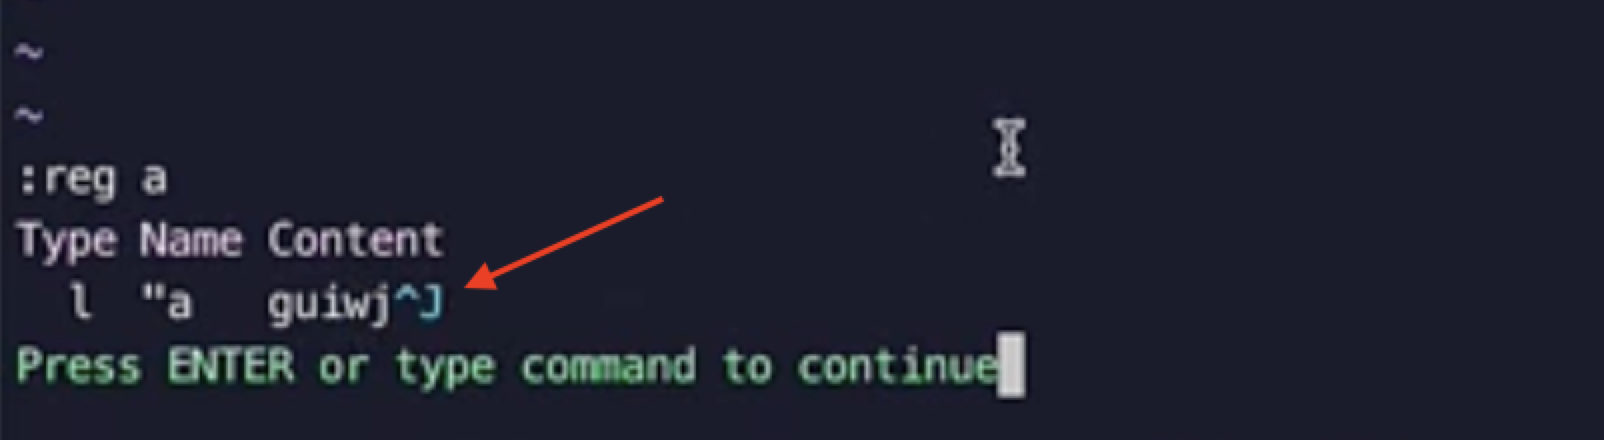 ~
~
:reg a
Type Name Content
  l  "a   guiwj^J
Press ENTER or type command to continue